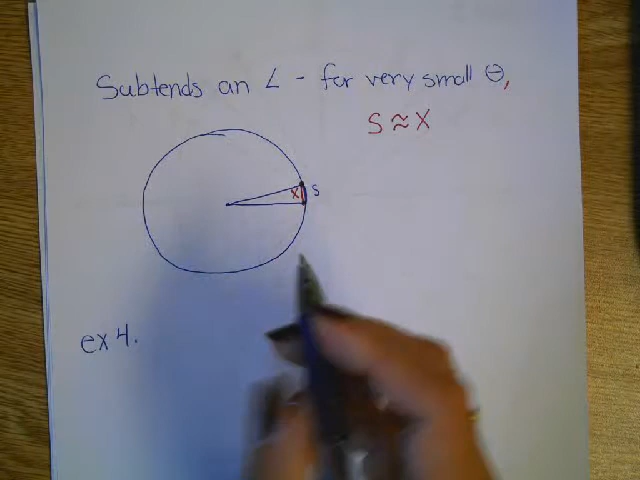 Subtends an ∠ - for very small θ,
S ≈ X
X S
ex 4.